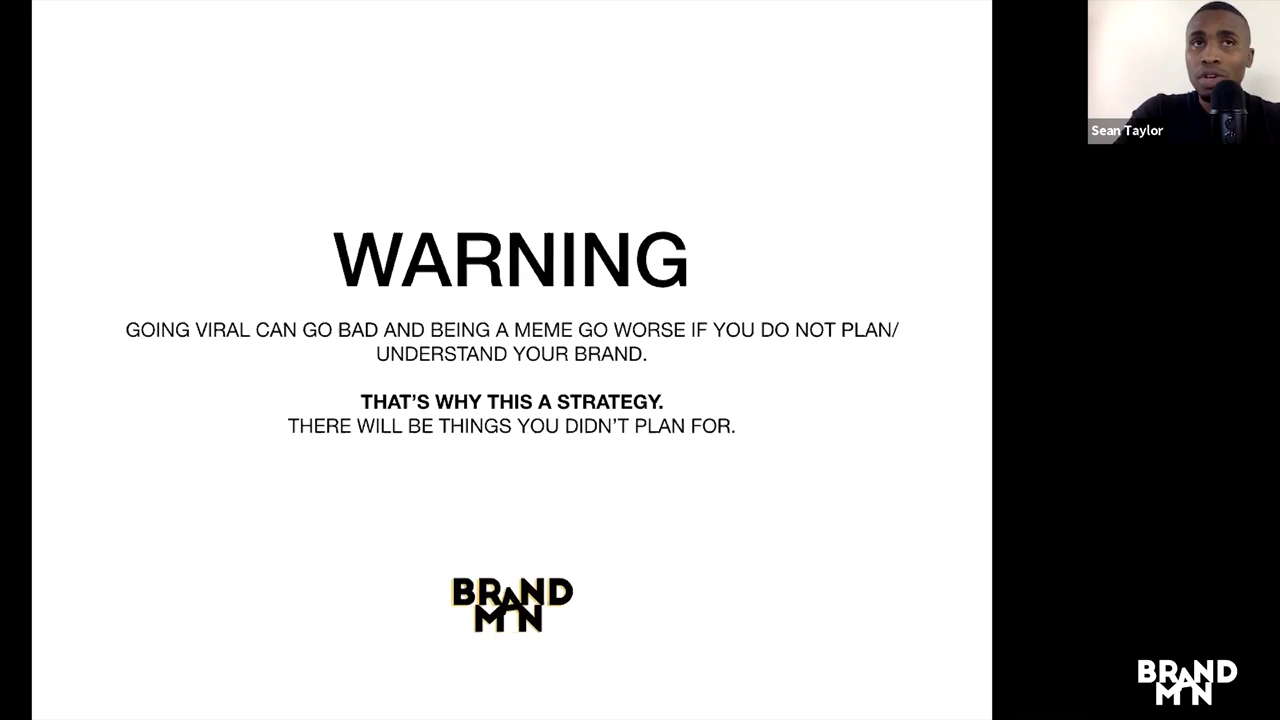 WARNING
GOING VIRAL CAN GO BAD AND BEING A MEME GO WORSE IF YOU DO NOT PLAN/
UNDERSTAND YOUR BRAND.
THAT'S WHY THIS A STRATEGY.
THERE WILL BE THINGS YOU DIDN'T PLAN FOR.
BRAND
MAN
Sean Taylor
BRAND
MAN